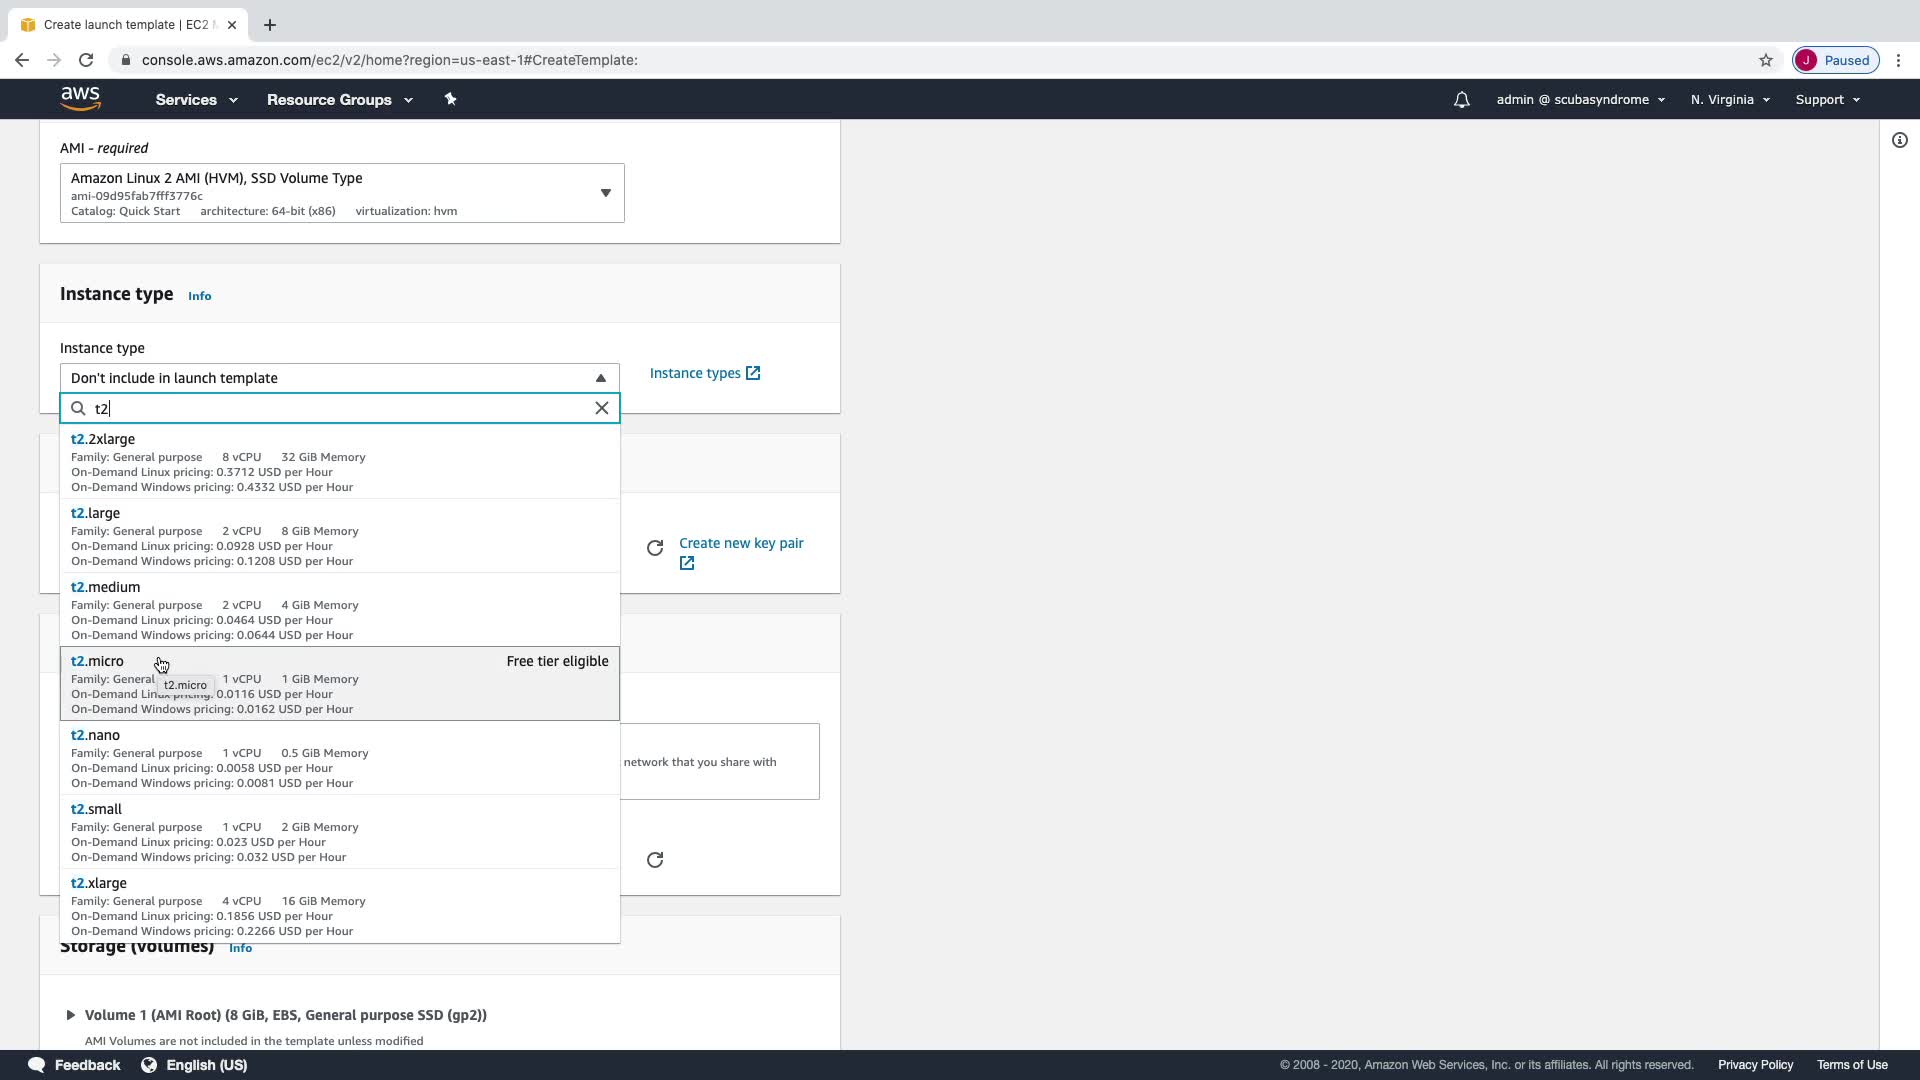 Create launch template | EC2 M
console.aws.amazon.com/ec2/v2/home?region=us-east-1#CreateTemplate:
J Paused
aws
Services
Resource Groups
admin @ scubasyndrome
N. Virginia
Support
AMI - required
Amazon Linux 2 AMI (HVM), SSD Volume Type
ami-09d95fab7fff3776c
Catalog: Quick Start architecture: 64-bit (x86) virtualization: hvm
Instance type Info
Instance type
Don't include in launch template
Instance types
t2
t2.2xlarge
Family: General purpose 8 vCPU 32 GiB Memory
On-Demand Linux pricing: 0.3712 USD per Hour
On-Demand Windows pricing: 0.4332 USD per Hour
t2.large
Family: General purpose 2 vCPU 8 GiB Memory
On-Demand Linux pricing: 0.0928 USD per Hour
On-Demand Windows pricing: 0.1208 USD per Hour
Create new key pair
t2.medium
Family: General purpose 2 vCPU 4 GiB Memory
On-Demand Linux pricing: 0.0464 USD per Hour
On-Demand Windows pricing: 0.0644 USD per Hour
t2.micro Free tier eligible
Family: General 1 vCPU 1 GiB Memory
t2.micro
On-Demand Linux pricing: 0.0116 USD per Hour
On-Demand Windows pricing: 0.0162 USD per Hour
t2.nano
Family: General purpose 1 vCPU 0.5 GiB Memory
On-Demand Linux pricing: 0.0058 USD per Hour
On-Demand Windows pricing: 0.0081 USD per Hour
network that you share with
t2.small
Family: General purpose 1 vCPU 2 GiB Memory
On-Demand Linux pricing: 0.023 USD per Hour
On-Demand Windows pricing: 0.032 USD per Hour
t2.xlarge
Family: General purpose 4 vCPU 16 GiB Memory
On-Demand Linux pricing: 0.1856 USD per Hour
On-Demand Windows pricing: 0.2266 USD per Hour
Storage (volumes) Info
Volume 1 (AMI Root) (8 GiB, EBS, General purpose SSD (gp2))
AMI Volumes are not included in the template unless modified
Feedback
English (US)
© 2008 - 2020, Amazon Web Services, Inc. or its affiliates. All rights reserved.
Privacy Policy
Terms of Use